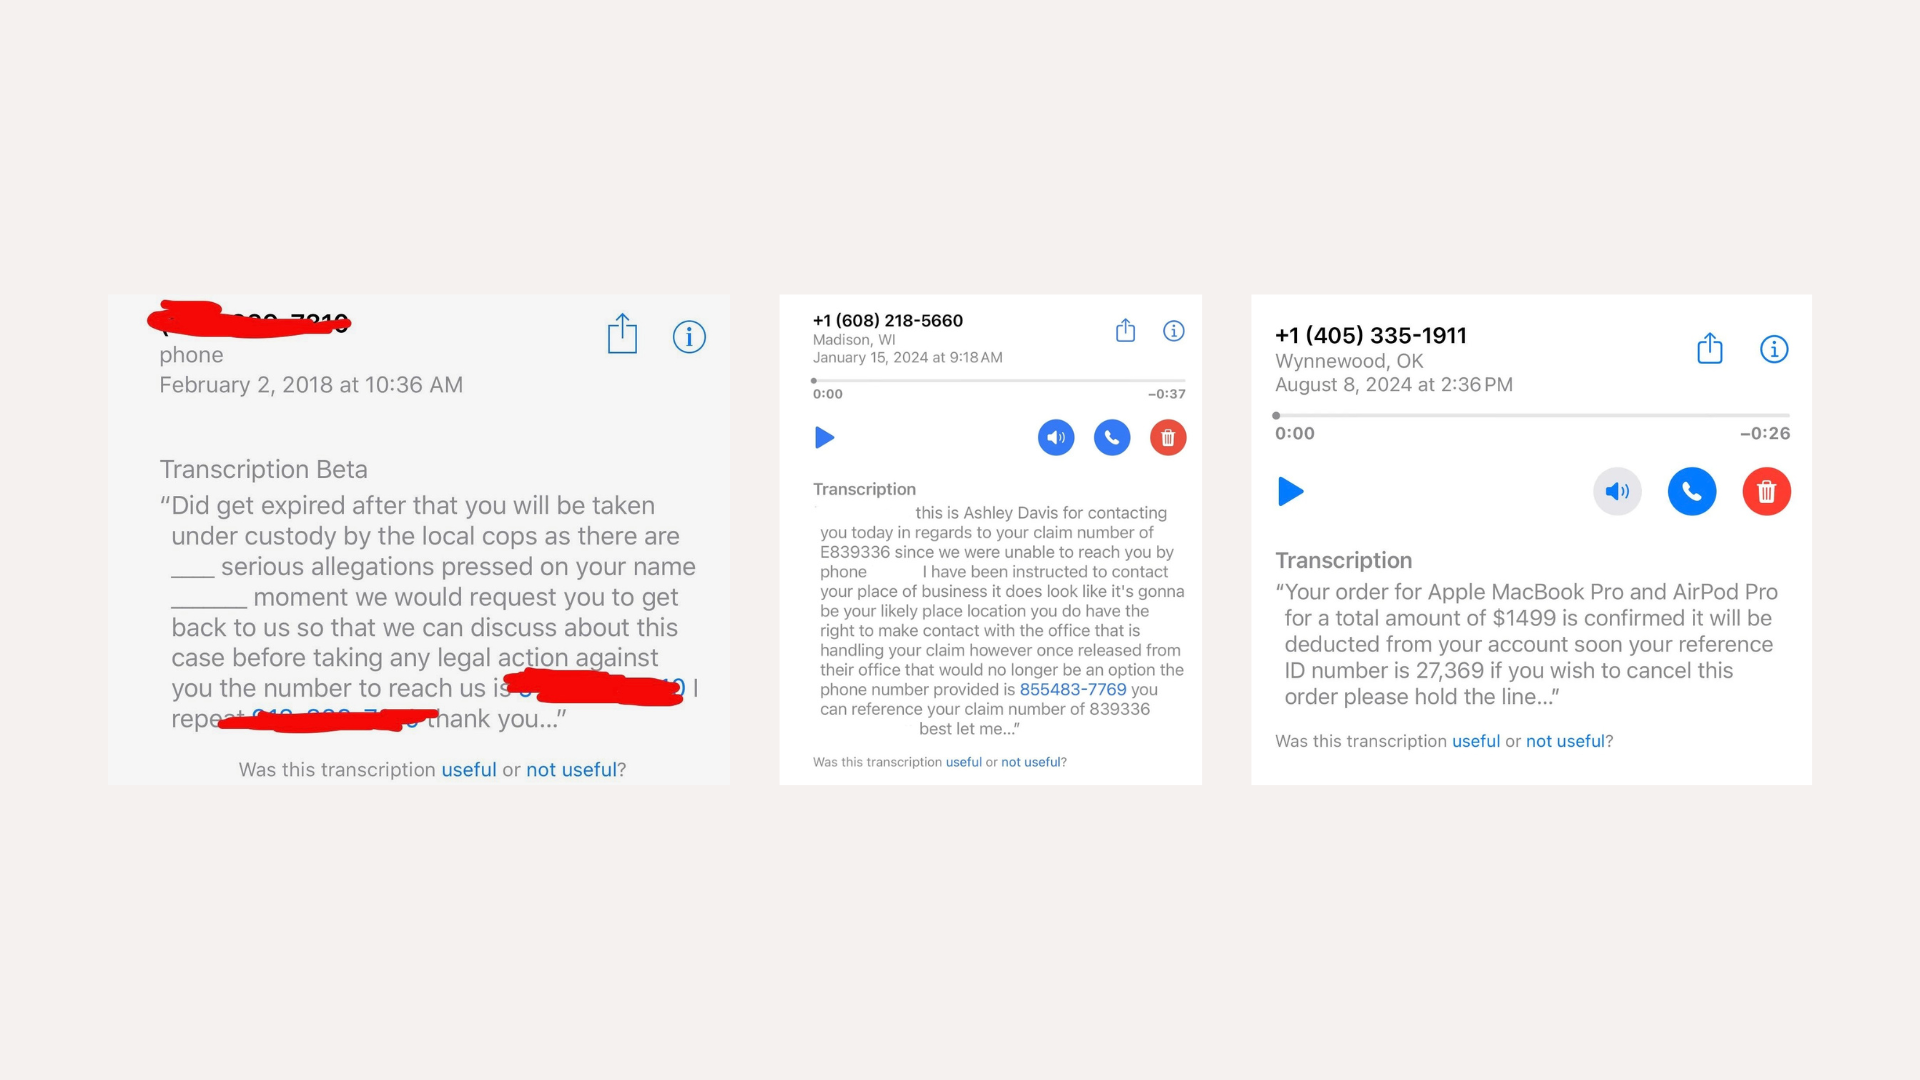 phone
February 2, 2018 at 10:36 AM
Transcription Beta
“Did get expired after that you will be taken
under custody by the local cops as there are
____ serious allegations pressed on your name
______ moment we would request you to get
back to us so that we can discuss about this
case before taking any legal action against
you the number to reach us is I
repeat thank you...”
Was this transcription useful or not useful?
+1 (608) 218-5660
Madison, WI
January 15, 2024 at 9:18 AM
0:00 –0:37
Transcription
this is Ashley Davis for contacting
you today in regards to your claim number of
E839336 since we were unable to reach you by
phone I have been instructed to contact
your place of business it does look like it's gonna
be your likely place location you do have the
right to make contact with the office that is
handling your claim however once released from
their office that would no longer be an option the
phone number provided is 855483-7769 you
can reference your claim number of 839336
best let me...”
Was this transcription useful or not useful?
+1 (405) 335-1911
Wynnewood, OK
August 8, 2024 at 2:36 PM
0:00 –0:26
Transcription
“Your order for Apple MacBook Pro and AirPod Pro
for a total amount of $1499 is confirmed it will be
deducted from your account soon your reference
ID number is 27,369 if you wish to cancel this
order please hold the line...”
Was this transcription useful or not useful?